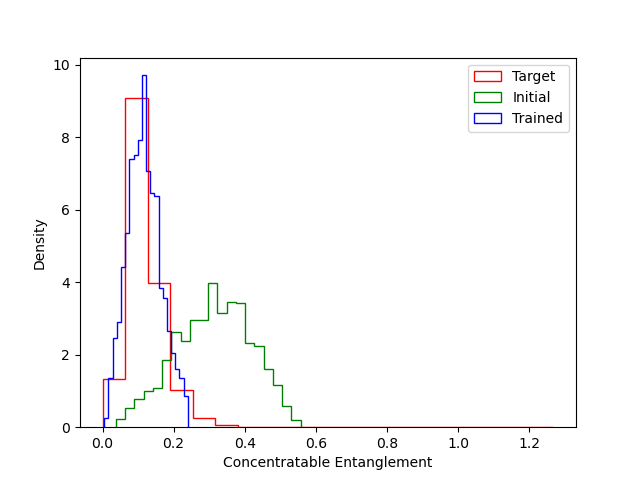 10
8
6
4
2
0
Density
0.0 0.2 0.4 0.6 0.8 1.0 1.2
Concentratable Entanglement
Target
Initial
Trained